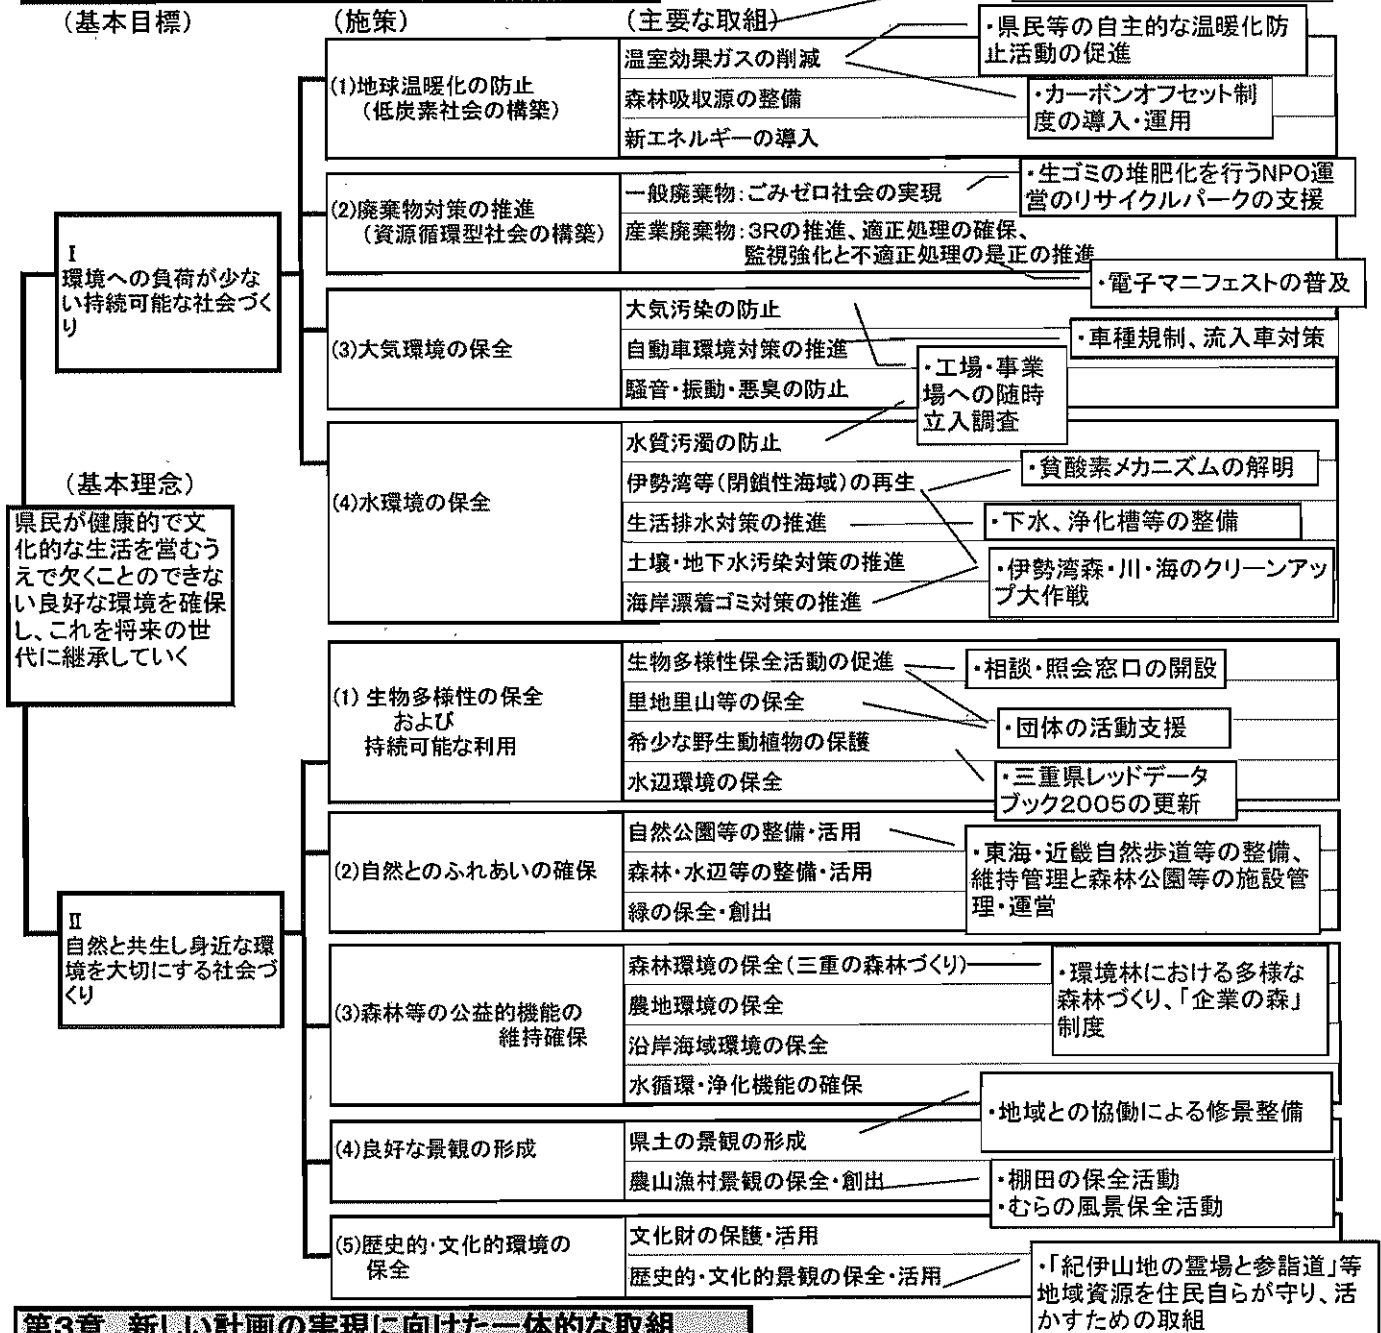 （基本目標）
（施策）
（主要な取組）
（基本理念）
県民が健康的で文
化的な生活を営むう
えで欠くことのできな
い良好な環境を確保
し、これを将来の世
代に継承していく
Ⅰ
環境への負荷が少な
い持続可能な社会づく
り
(1)地球温暖化の防止
（低炭素社会の構築）
温室効果ガスの削減
・県民等の自主的な温暖化防
止活動の促進
・カーボンオフセット制
度の導入・運用
森林吸収源の整備
新エネルギーの導入
(2)廃棄物対策の推進
（資源循環型社会の構築）
一般廃棄物：ごみゼロ社会の実現
・生ゴミの堆肥化を行うNPO運
営のリサイクルパークの支援
産業廃棄物：3Rの推進、適正処理の確保、
監視強化と不適正処理の是正の推進
・電子マニフェストの普及
(3)大気環境の保全
大気汚染の防止
自動車環境対策の推進
・車種規制、流入車対策
騒音・振動・悪臭の防止
・工場・事業
場への随時
立入調査
(4)水環境の保全
水質汚濁の防止
伊勢湾等（閉鎖性海域）の再生
・貧酸素メカニズムの解明
生活排水対策の推進
・下水、浄化槽等の整備
土壌・地下水汚染対策の推進
海岸漂着ゴミ対策の推進
・伊勢湾森・川・海のクリーンアッ
プ大作戦
Ⅱ
自然と共生し身近な環
境を大切にする社会づ
くり
(1) 生物多様性の保全
および
持続可能な利用
生物多様性保全活動の促進
・相談・照会窓口の開設
里地里山等の保全
・団体の活動支援
希少な野生動植物の保護
・三重県レッドデータ
ブック2005の更新
水辺環境の保全
(2)自然とのふれあいの確保
自然公園等の整備・活用
・東海・近畿自然歩道等の整備、
維持管理と森林公園等の施設管
理・運営
森林・水辺等の整備・活用
緑の保全・創出
(3)森林等の公益的機能の
維持確保
森林環境の保全（三重の森林づくり）
・環境林における多様な
森林づくり、「企業の森」
制度
農地環境の保全
沿岸海域環境の保全
水循環・浄化機能の確保
(4)良好な景観の形成
県土の景観の形成
・地域との協働による修景整備
農山漁村景観の保全・創出
・棚田の保全活動
・むらの風景保全活動
(5)歴史的・文化的環境の
保全
文化財の保護・活用
歴史的・文化的景観の保全・活用
・「紀伊山地の霊場と参詣道」等
地域資源を住民自らが守り、活
かすための取組
第3章 新しい計画の実現に向けた一体的な取組